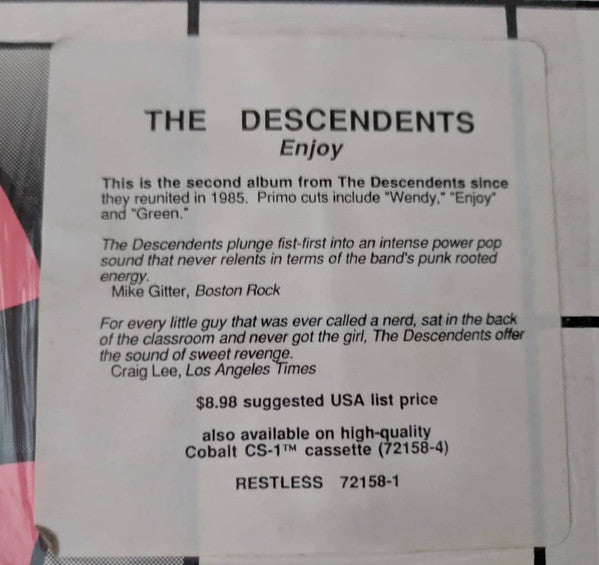 THE DESCENDENTS
Enjoy
This is the second album from The Descendents since
they reunited in 1985. Primo cuts include "Wendy," "Enjoy"
and "Green."
The Descendents plunge fist-first into an intense power pop
sound that never relents in terms of the band's punk rooted
energy.
Mike Gitter, Boston Rock
For every little guy that was ever called a nerd, sat in the back
of the classroom and never got the girl, The Descendents offer
the sound of sweet revenge.
Craig Lee, Los Angeles Times
$8.98 suggested USA list price
also available on high-quality
Cobalt CS-1™ cassette (72158-4)
RESTLESS 72158-1